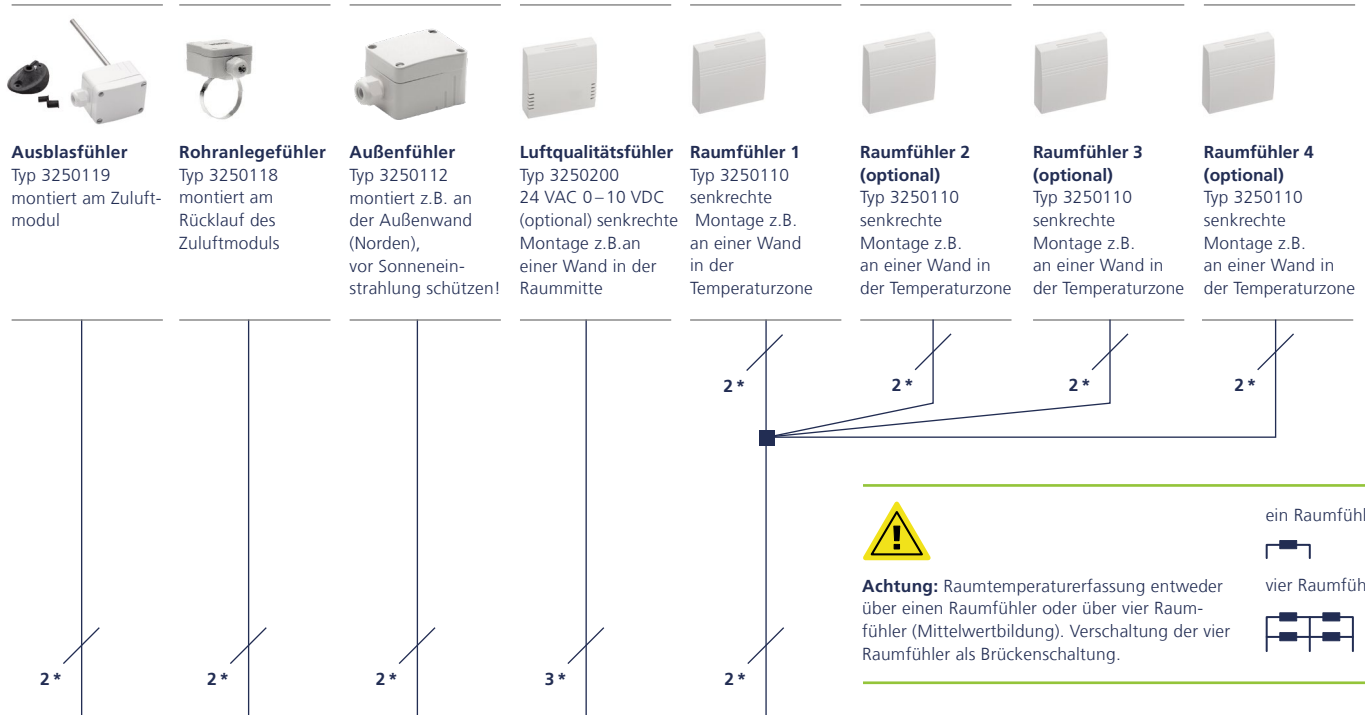 Ausblasfühler
Typ 3250119
montiert am Zuluft-
modul
Rohranlegefühler
Typ 3250118
montiert am
Rücklauf des
Zuluftmoduls
Außenfühler
Typ 3250112
montiert z.B. an
der Außenwand
(Norden),
vor Sonnenein-
strahlung schützen!
Luftqualitätsfühler
Typ 3250200
24 VAC 0–10 VDC
(optional) senkrechte
Montage z.B.an
einer Wand in der
Raummitte
Raumfühler 1
Typ 3250110
senkrechte
Montage z.B.
an einer Wand
in der
Temperaturzone
Raumfühler 2
(optional)
Typ 3250110
senkrechte
Montage z.B.
an einer Wand in
der Temperaturzone
Raumfühler 3
(optional)
Typ 3250110
senkrechte
Montage z.B.
an einer Wand in
der Temperaturzone
Raumfühler 4
(optional)
Typ 3250110
senkrechte
Montage z.B.
an einer Wand in
der Temperaturzone
2 *
2 *
2 *
2 *
Achtung: Raumtemperaturerfassung entweder
über einen Raumfühler oder über vier Raum-
fühler (Mittelwertbildung). Verschaltung der vier
Raumfühler als Brückenschaltung.
ein
vier
2 *
2 *
2 *
3 *
2 *